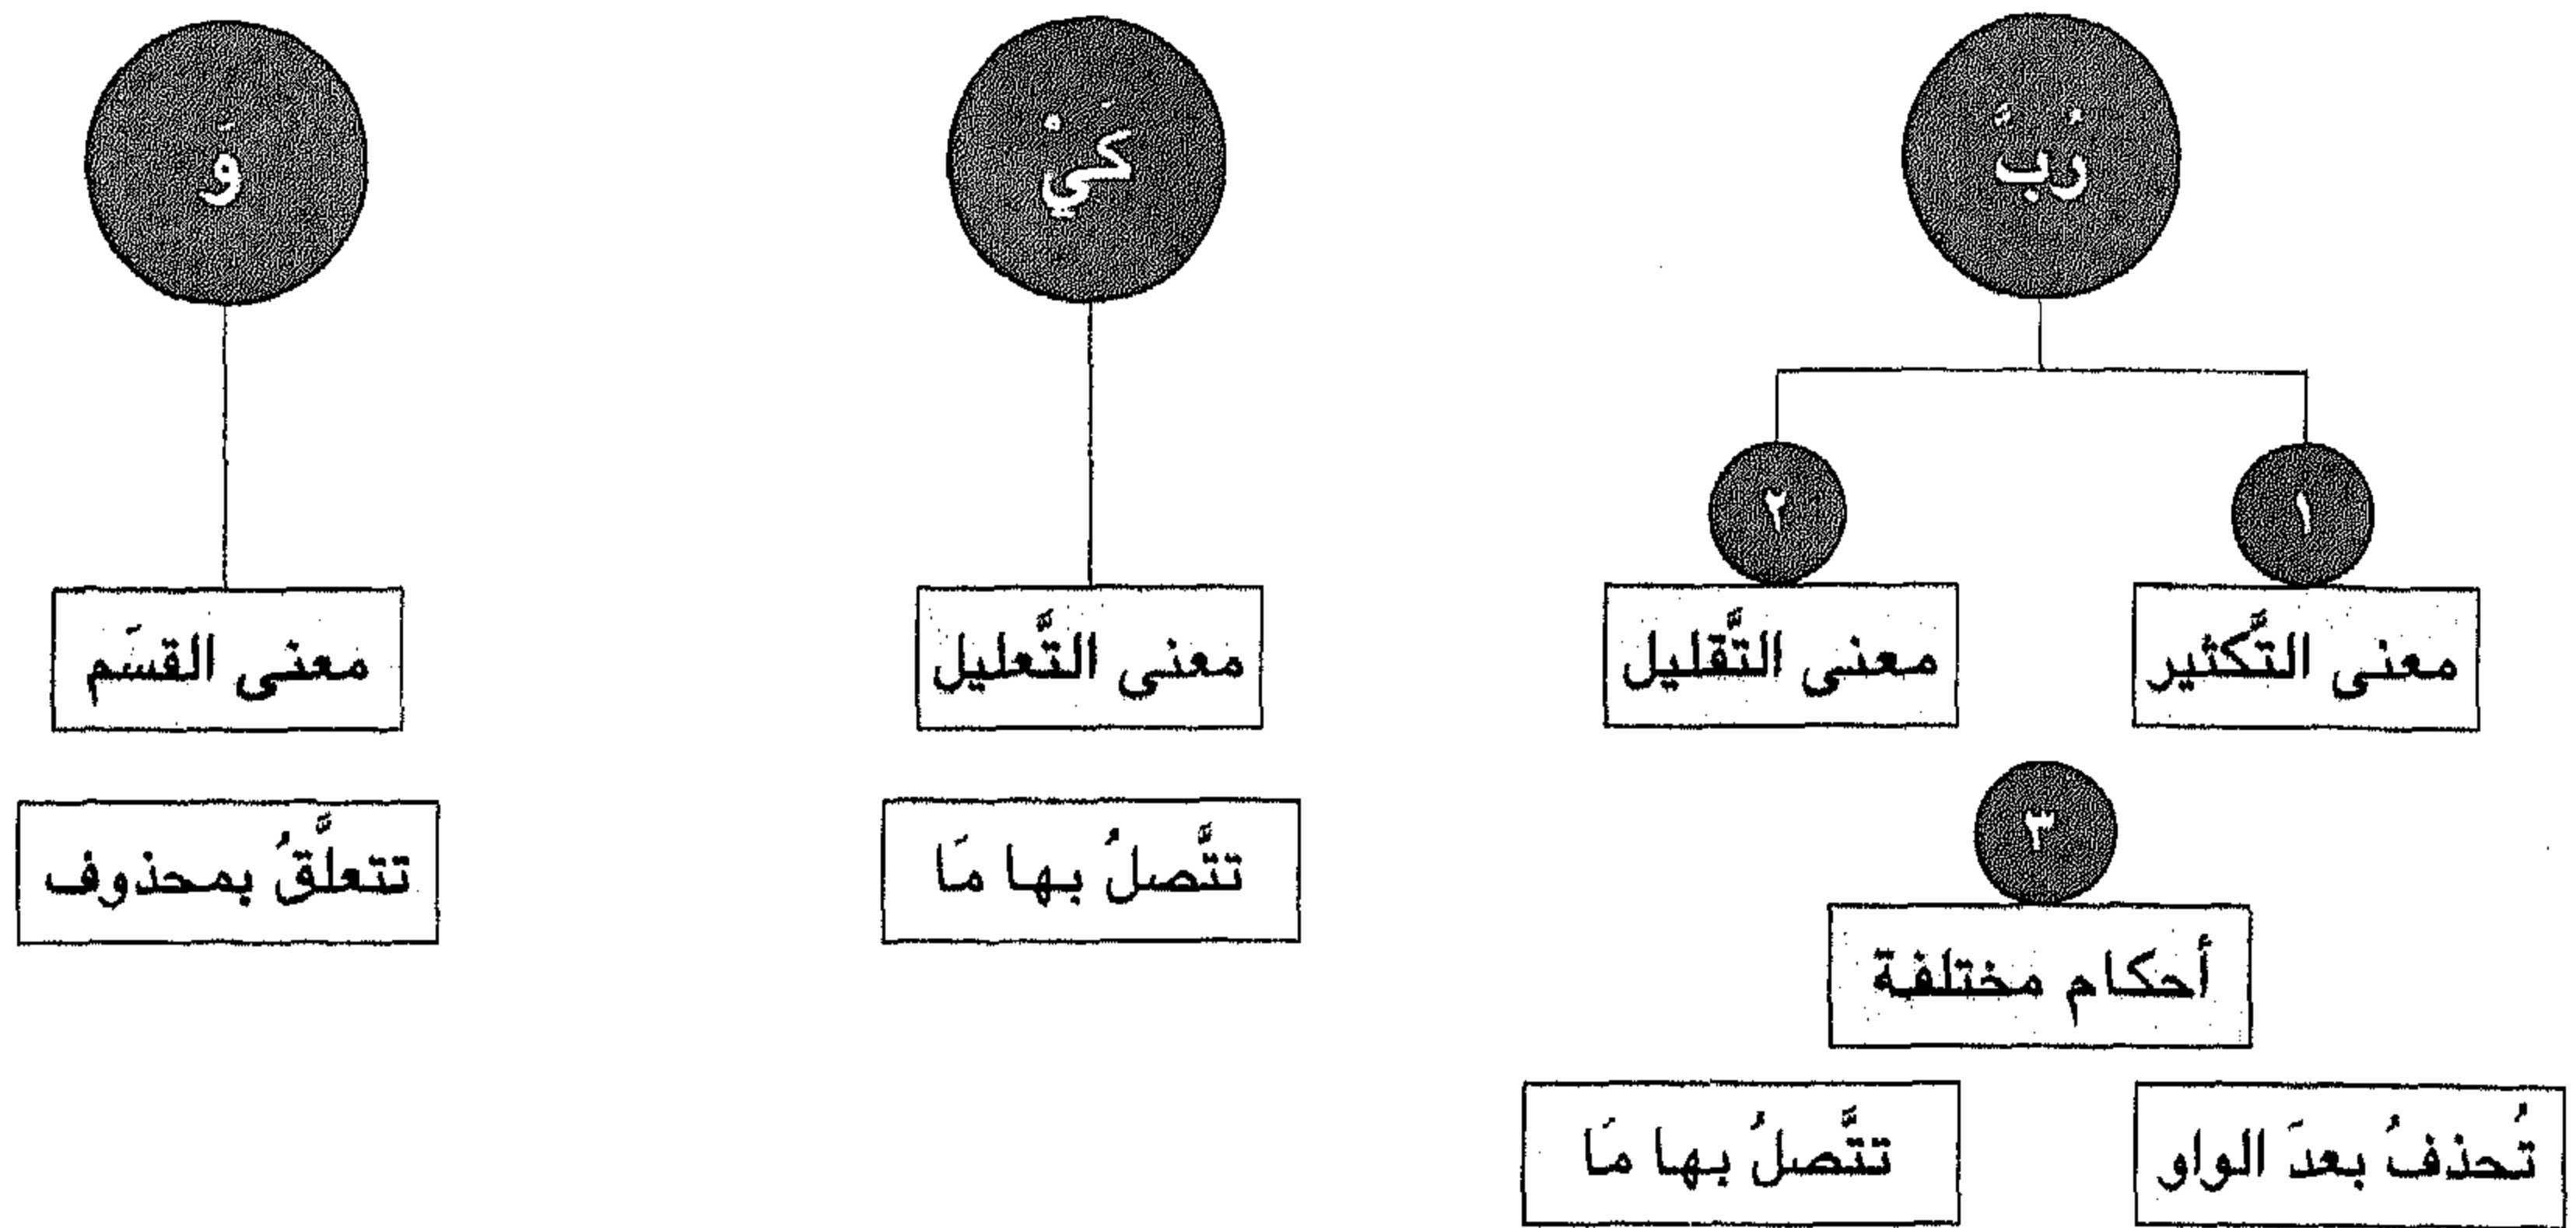 رُبَّ
١
معنى التَّكثير
٢
معنى التَّقليل
٣
أحكام مختلفة
تُحذفُ بعدَ الواو
تتَّصلُ بها مَا
كَيْ
معنى التَّعليل
تتَّصلُ بها مَا
وَ
معنى القسَم
تتعلَّقُ بمحذوف